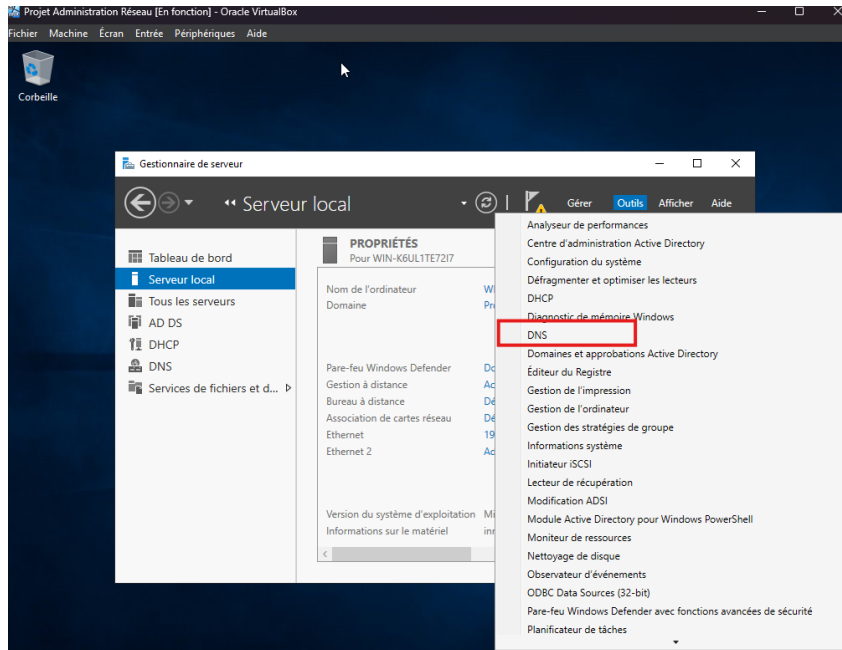 Projet Administration Réseau [En fonction] - Oracle VirtualBox
Fichier Machine Écran Entrée Périphériques Aide
Corbeille
Gestionnaire de serveur
Serveur local
Gérer Outils Afficher Aide
Tableau de bord
Serveur local
Tous les serveurs
AD DS
DHCP
DNS
Services de fichiers et d...
PROPRIÉTÉS
Pour WIN-K6UL1TE72I7
Nom de l'ordinateur
Domaine
Pare-feu Windows Defender
Gestion à distance
Bureau à distance
Association de cartes réseau
Ethernet
Ethernet 2
Version du système d'exploitation
Informations sur le matériel
Analyseur de performances
Centre d'administration Active Directory
Configuration du système
Défragmenter et optimiser les lecteurs
DHCP
Diagnostic de mémoire Windows
DNS
Domaines et approbations Active Directory
Éditeur du Registre
Gestion de l'impression
Gestion de l'ordinateur
Gestion des stratégies de groupe
Informations système
Initiateur iSCSI
Lecteur de récupération
Modification ADSI
Module Active Directory pour Windows PowerShell
Moniteur de ressources
Nettoyage de disque
Observateur d'événements
ODBC Data Sources (32-bit)
Pare-feu Windows Defender avec fonctions avancées de sécurité
Planificateur de tâches